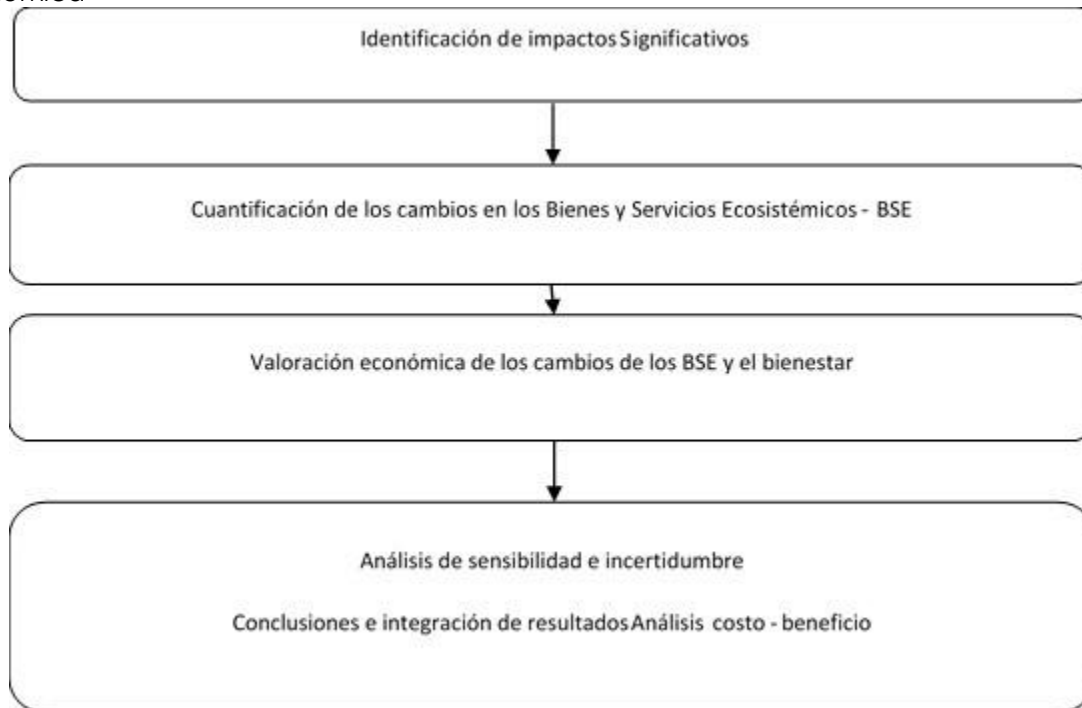 Identificación de impactos Significativos
Cuantificación de los cambios en los Bienes y Servicios Ecosistémicos - BSE
Valoración económica de los cambios de los BSE y el bienestar
Análisis de sensibilidad e incertidumbre
Conclusiones e integración de resultados Análisis costo - beneficio